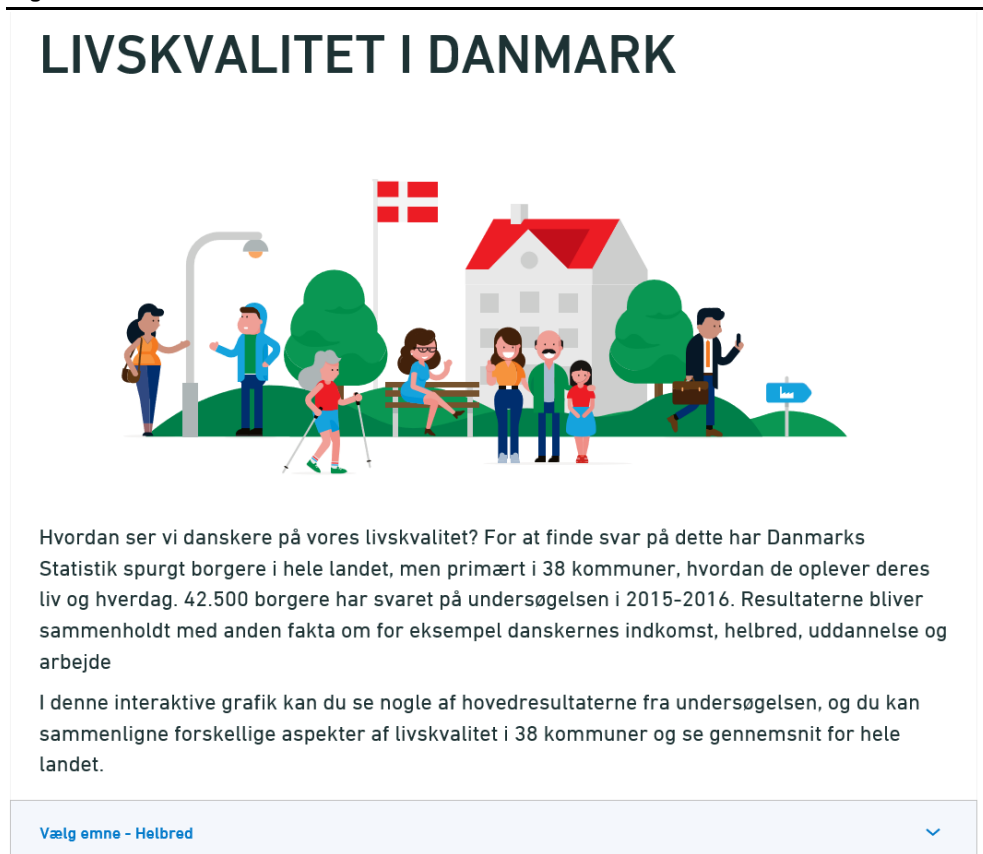 LIVSKVALITET I DANMARK
Hvordan ser vi danskere på vores livskvalitet? For at finde svar på dette har Danmarks
Statistik spurgt borgere i hele landet, men primært i 38 kommuner, hvordan de oplever deres
liv og hverdag. 42.500 borgere har svaret på undersøgelsen i 2015-2016. Resultaterne bliver
sammenholdt med anden fakta om for eksempel danskernes indkomst, helbred, uddannelse og
arbejde
I denne interaktive grafik kan du se nogle af hovedresultaterne fra undersøgelsen, og du kan
sammenligne forskellige aspekter af livskvalitet i 38 kommuner og se gennemsnit for hele
landet.
Vælg emne - Helbred